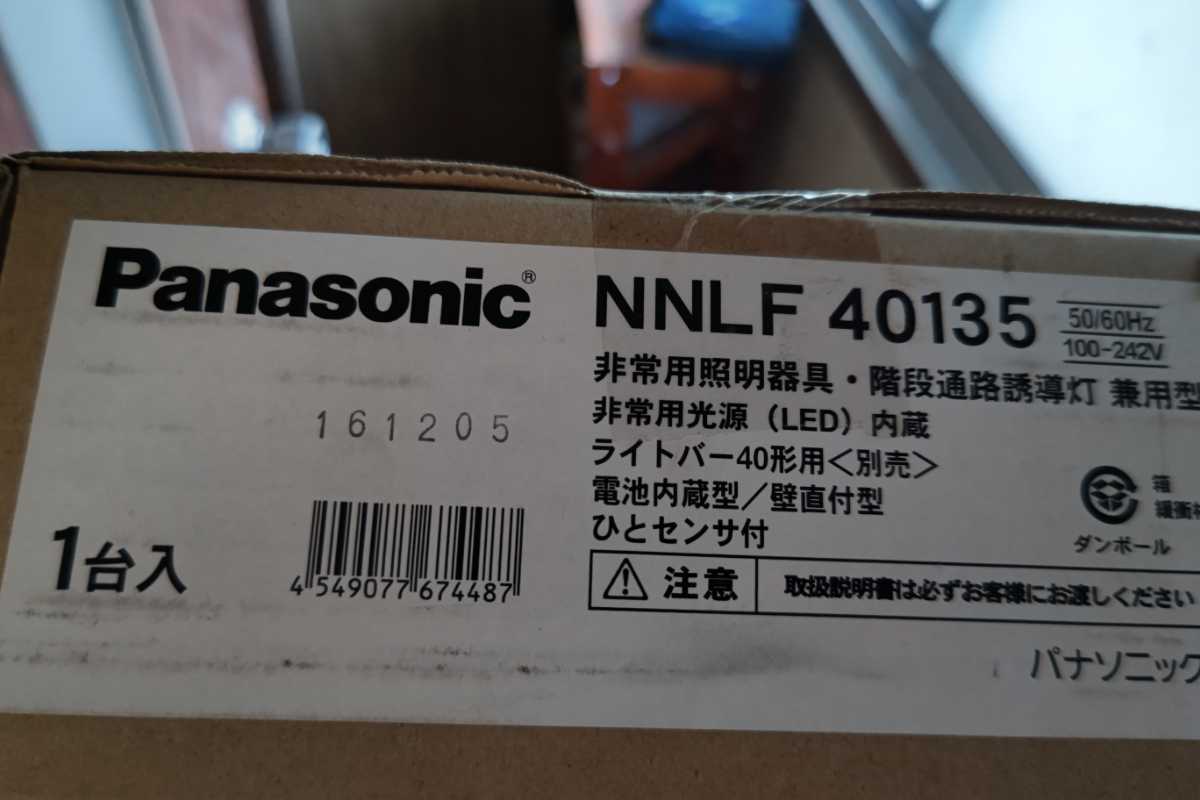 Panasonic®
NNLF 40135
50/60Hz
100-242V
非常用照明器具・階段通路誘導灯 兼用型
非常用光源（LED）内蔵
ライトバー40形用＜別売＞
電池内蔵型／壁直付型
ひとセンサ付
161205
1台入
4 549077 674487
箱
緩衝材
ダンボール
注意
取扱説明書は必ずお客様にお渡しください
パナソニック